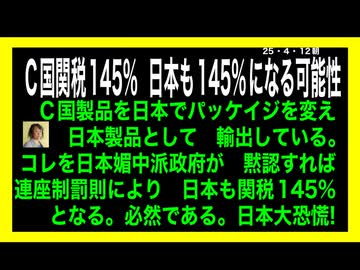 25・4・12朝
C国関税145% 日本も145%になる可能性
C国製品を日本でパッケイジを変え
日本製品として 輸出している。
コレを日本媚中派政府が 黙認すれば
連座制罰則により 日本も関税145%
となる。必然である。日本大恐慌!